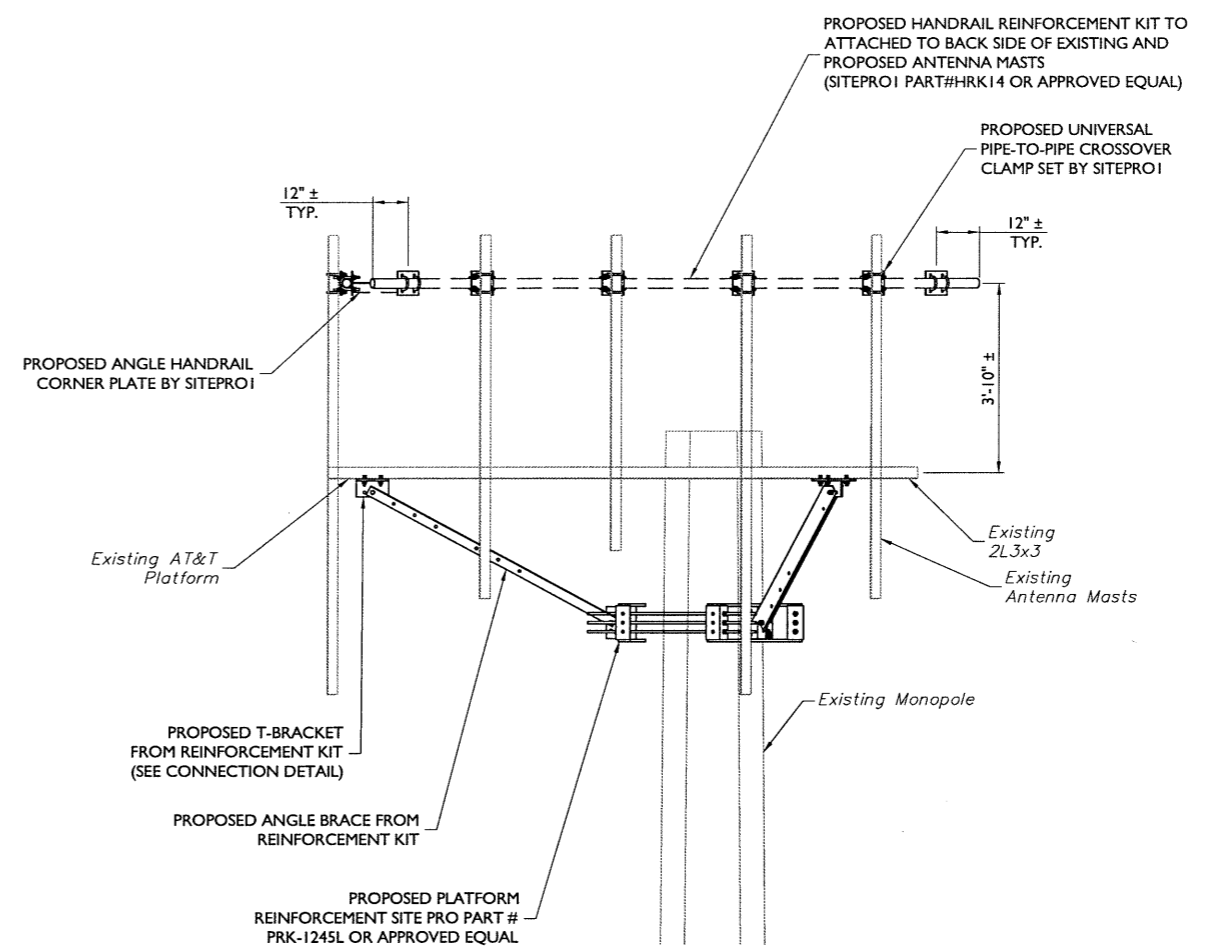 PROPOSED HANDRAIL REINFORCEMENT KIT TO
ATTACHED TO BACK SIDE OF EXISTING AND
PROPOSED ANTENNA MASTS
(SITEPRO1 PART#HRK14 OR APPROVED EQUAL)
PROPOSED UNIVERSAL
PIPE-TO-PIPE CROSSOVER
CLAMP SET BY SITEPRO1
12" ±
TYP.
12" ±
TYP.
3'-10" ±
PROPOSED ANGLE HANDRAIL
CORNER PLATE BY SITEPRO1
Existing AT&T
Platform
Existing
2L3x3
Existing
Antenna Masts
Existing Monopole
PROPOSED T-BRACKET
FROM REINFORCEMENT KIT
(SEE CONNECTION DETAIL)
PROPOSED ANGLE BRACE FROM
REINFORCEMENT KIT
PROPOSED PLATFORM
REINFORCEMENT SITE PRO PART #
PRK-1245L OR APPROVED EQUAL